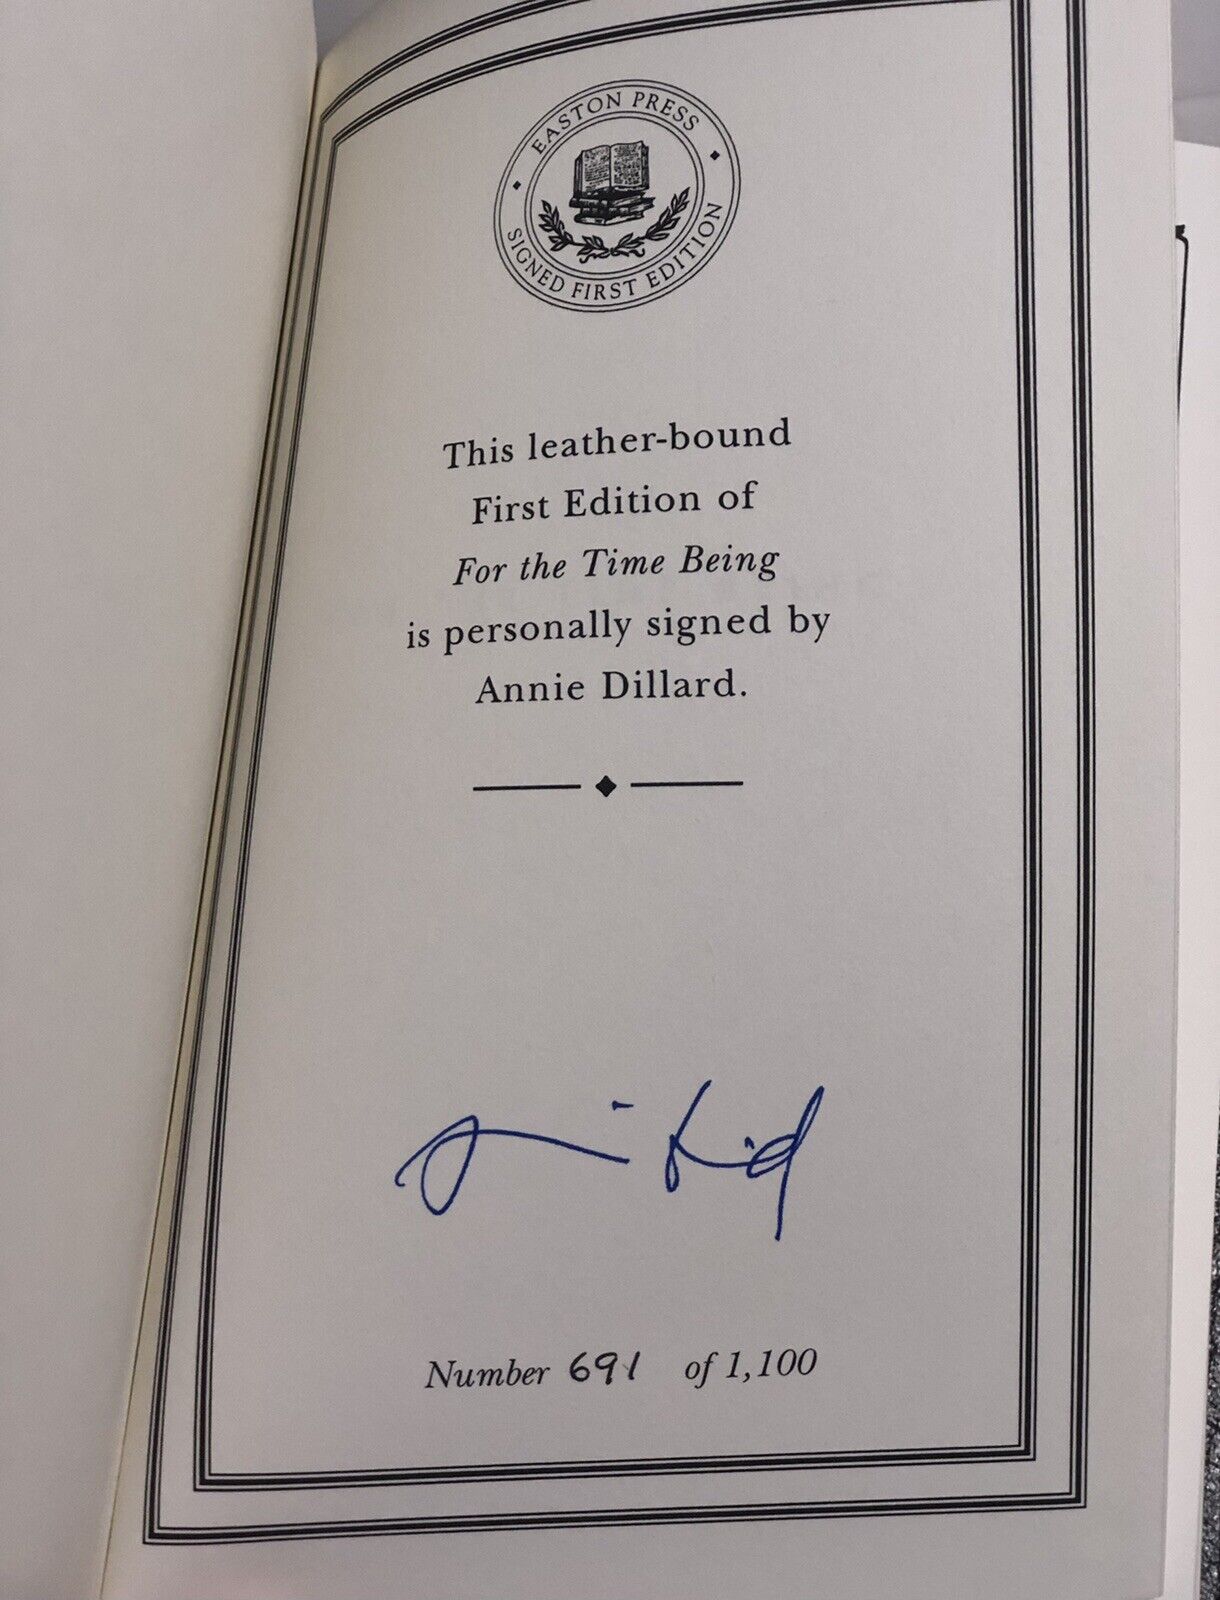 EASTON PRESS
SIGNED FIRST EDITION
This leather-bound
First Edition of
For the Time Being
is personally signed by
Annie Dillard.
Number 691 of 1,100